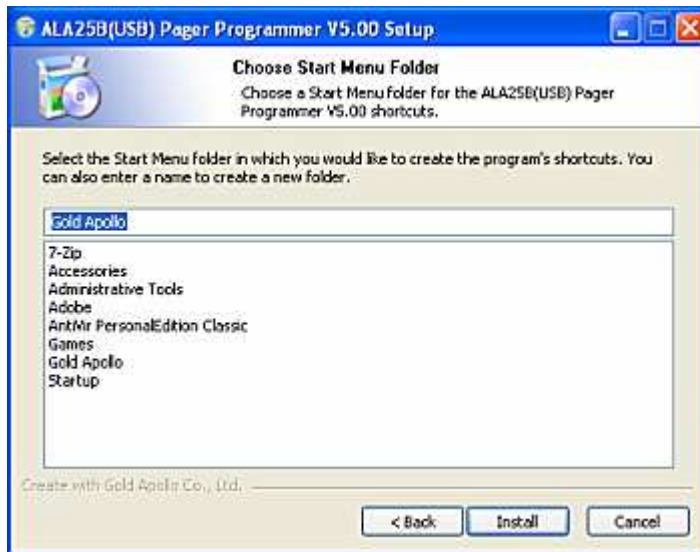 ALA25B(USB) Pager Programmer V5.00 Setup
Choose Start Menu Folder
Choose a Start Menu folder for the ALA25B(USB) Pager
Programmer V5.00 shortcuts.
Select the Start Menu folder in which you would like to create the program's shortcuts. You
can also enter a name to create a new folder.
Gold Apollo
7-Zip
Accessories
Administrative Tools
Adobe
AntiVir PersonalEdition Classic
Games
Gold Apollo
Startup
Create with Gold Apollo Co., Ltd.
< Back
Install
Cancel